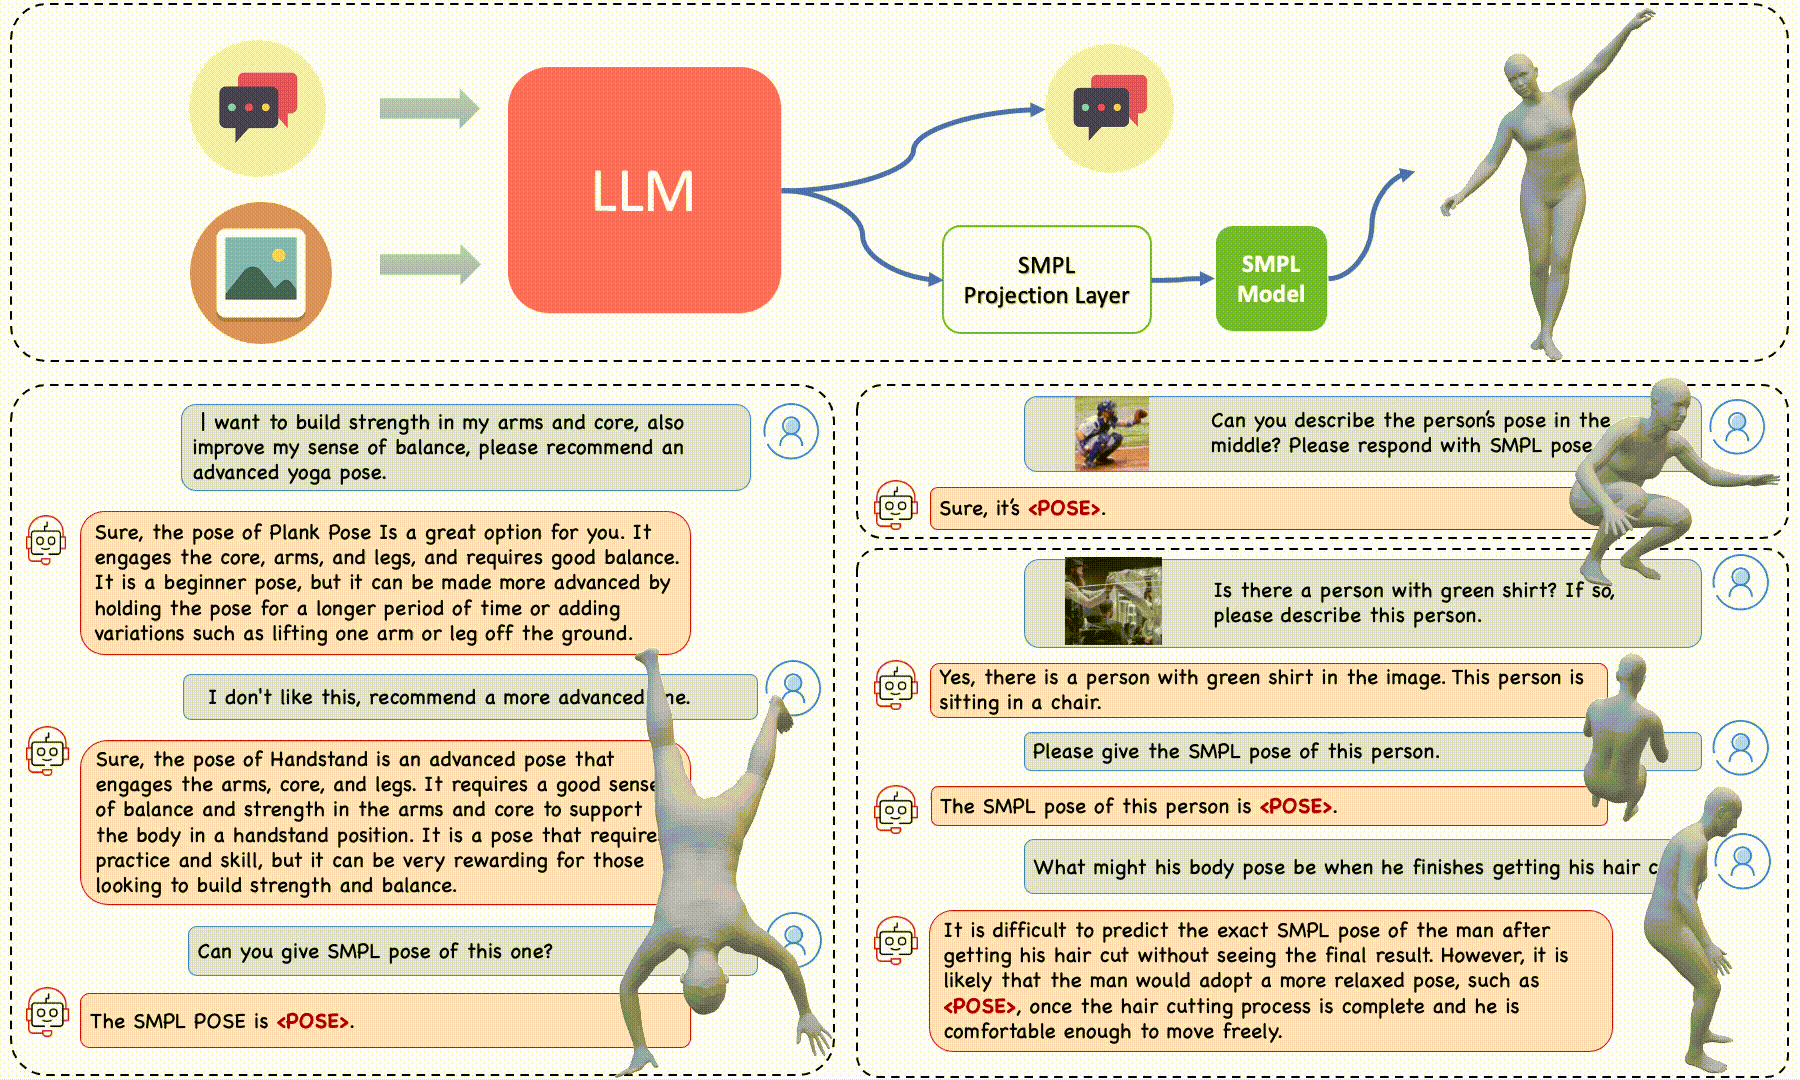 LLM
SMPL
Projection Layer
SMPL
Model
I want to build strength in my arms and core, also
improve my sense of balance, please recommend an
advanced yoga pose.
Sure, the pose of Plank Pose Is a great option for you. It
engages the core, arms, and legs, and requires good balance.
It is a beginner pose, but it can be made more advanced by
holding the pose for a longer period of time or adding
variations such as lifting one arm or leg off the ground.
I don't like this, recommend a more advanced ne.
Sure, the pose of Handstand is an advanced pose that
engages the arms, core, and legs. It requires a good sense
of balance and strength in the arms and core to support
the body in a handstand position. It is a pose that require
practice and skill, but it can be very rewarding for those
looking to build strength and balance.
Can you give SMPL pose of this one?
The SMPL POSE is <POSE>.
Can you describe the person's pose in the
middle? Please respond with SMPL pose
Sure, it's <POSE>.
Is there a person with green shirt? If so,
please describe this person.
Yes, there is a person with green shirt in the image. This person is
sitting in a chair.
Please give the SMPL pose of this person.
The SMPL pose of this person is <POSE>.
What might his body pose be when he finishes getting his hair c
It is difficult to predict the exact SMPL pose of the man after
getting his hair cut without seeing the final result. However, it is
likely that the man would adopt a more relaxed pose, such as
<POSE>, once the hair cutting process is complete and he is
comfortable enough to move freely.